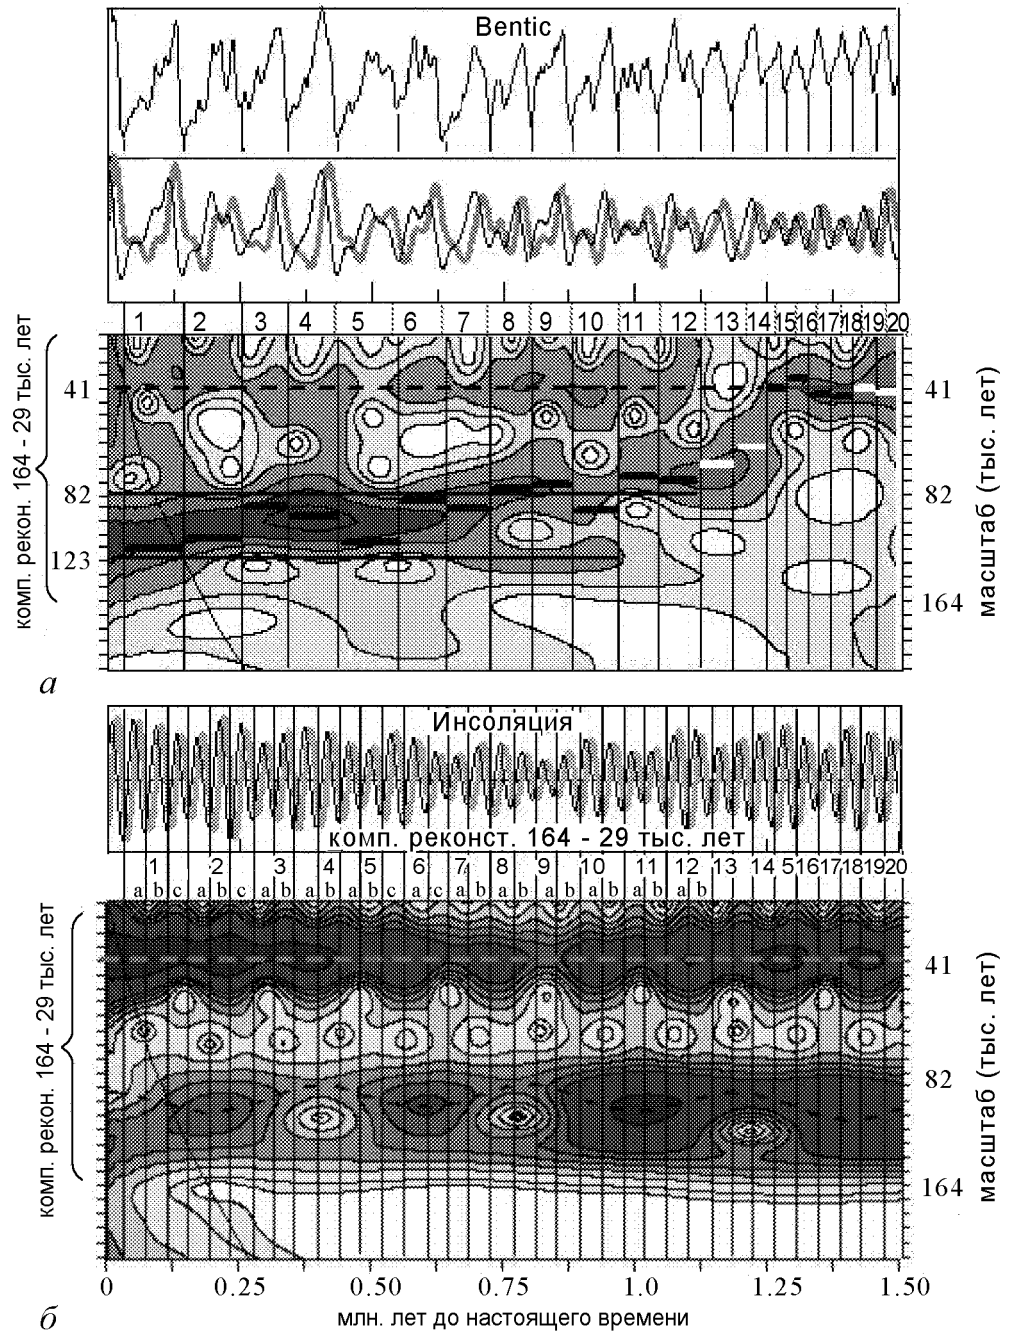 Bentic
1 2 3 4 5 6 7 8 9 10 11 12 13 14 15 16 17 18 19 20
комп. рекон. 164 - 29 тыс. лет
41
82
123
41
82
164
масштаб (тыс. лет)
а
Инсоляция
комп. реконст. 164 - 29 тыс. лет
1 2 3 4 5 6 7 8 9 10 11 12 13 14 5 16 17 18 19 20
a b c a b c a b a b a b c a c a b a b a b a b a b a b
комп. рекон. 164 - 29 тыс. лет
41
82
164
масштаб (тыс. лет)
0 0.25 0.50 0.75 1.0 1.25 1.50
млн. лет до настоящего времени
б